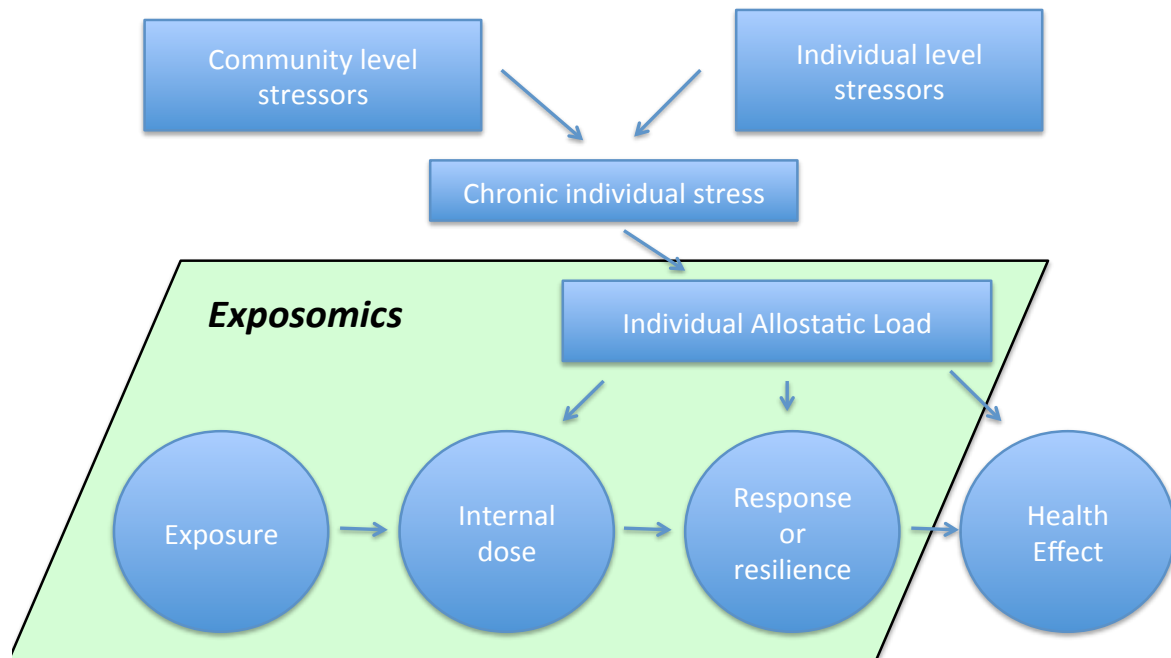 Community level
stressors
Individual level
stressors
Chronic individual stress
Exposomics
Individual Allostatic Load
Exposure
Internal
dose
Response
or
resilience
Health
Effect